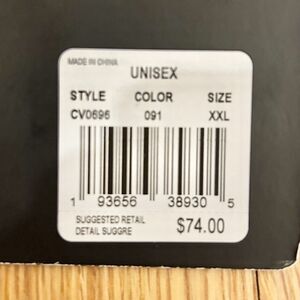 MADE IN CHINA
UNISEX
STYLE COLOR SIZE
CV0696 091 XXL
1 93656 38930 5
SUGGESTED RETAIL
DETAIL SUGGRE
$74.00